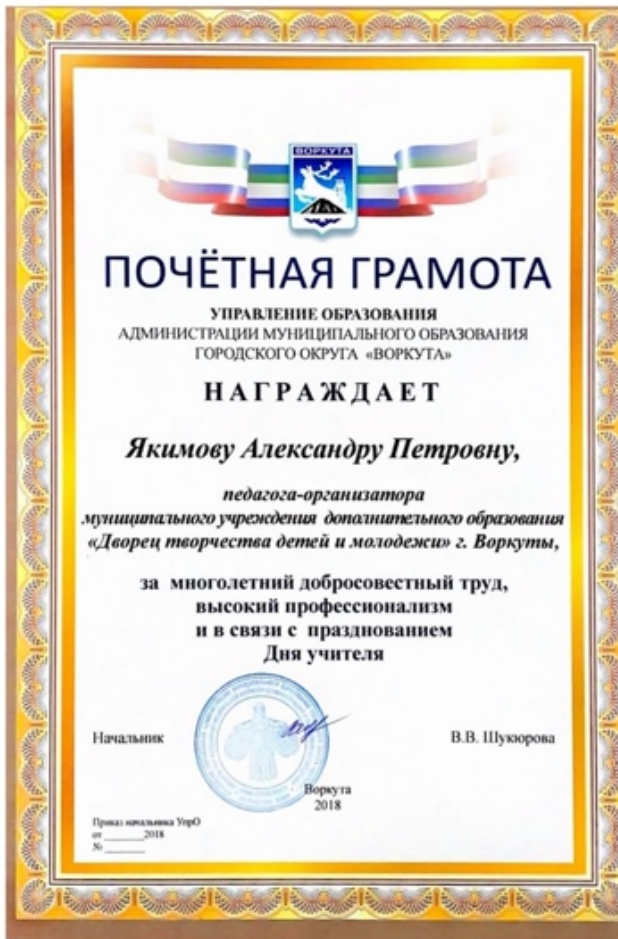 ВОРКУТА
ПОЧЁТНАЯ ГРАМОТА
УПРАВЛЕНИЕ ОБРАЗОВАНИЯ
АДМИНИСТРАЦИИ МУНИЦИПАЛЬНОГО ОБРАЗОВАНИЯ
ГОРОДСКОГО ОКРУГА «ВОРКУТА»
НАГРАЖДАЕТ
Якимову Александру Петровну,
педагога-организатора
муниципального учреждения дополнительного образования
«Дворец творчества детей и молодежи» г. Воркуты,
за многолетний добросовестный труд,
высокий профессионализм
и в связи с празднованием
Дня учителя
Начальник
В.В. Шукюрова
Воркута
2018
Приказ начальника УпрО
от ________2018
№ ________